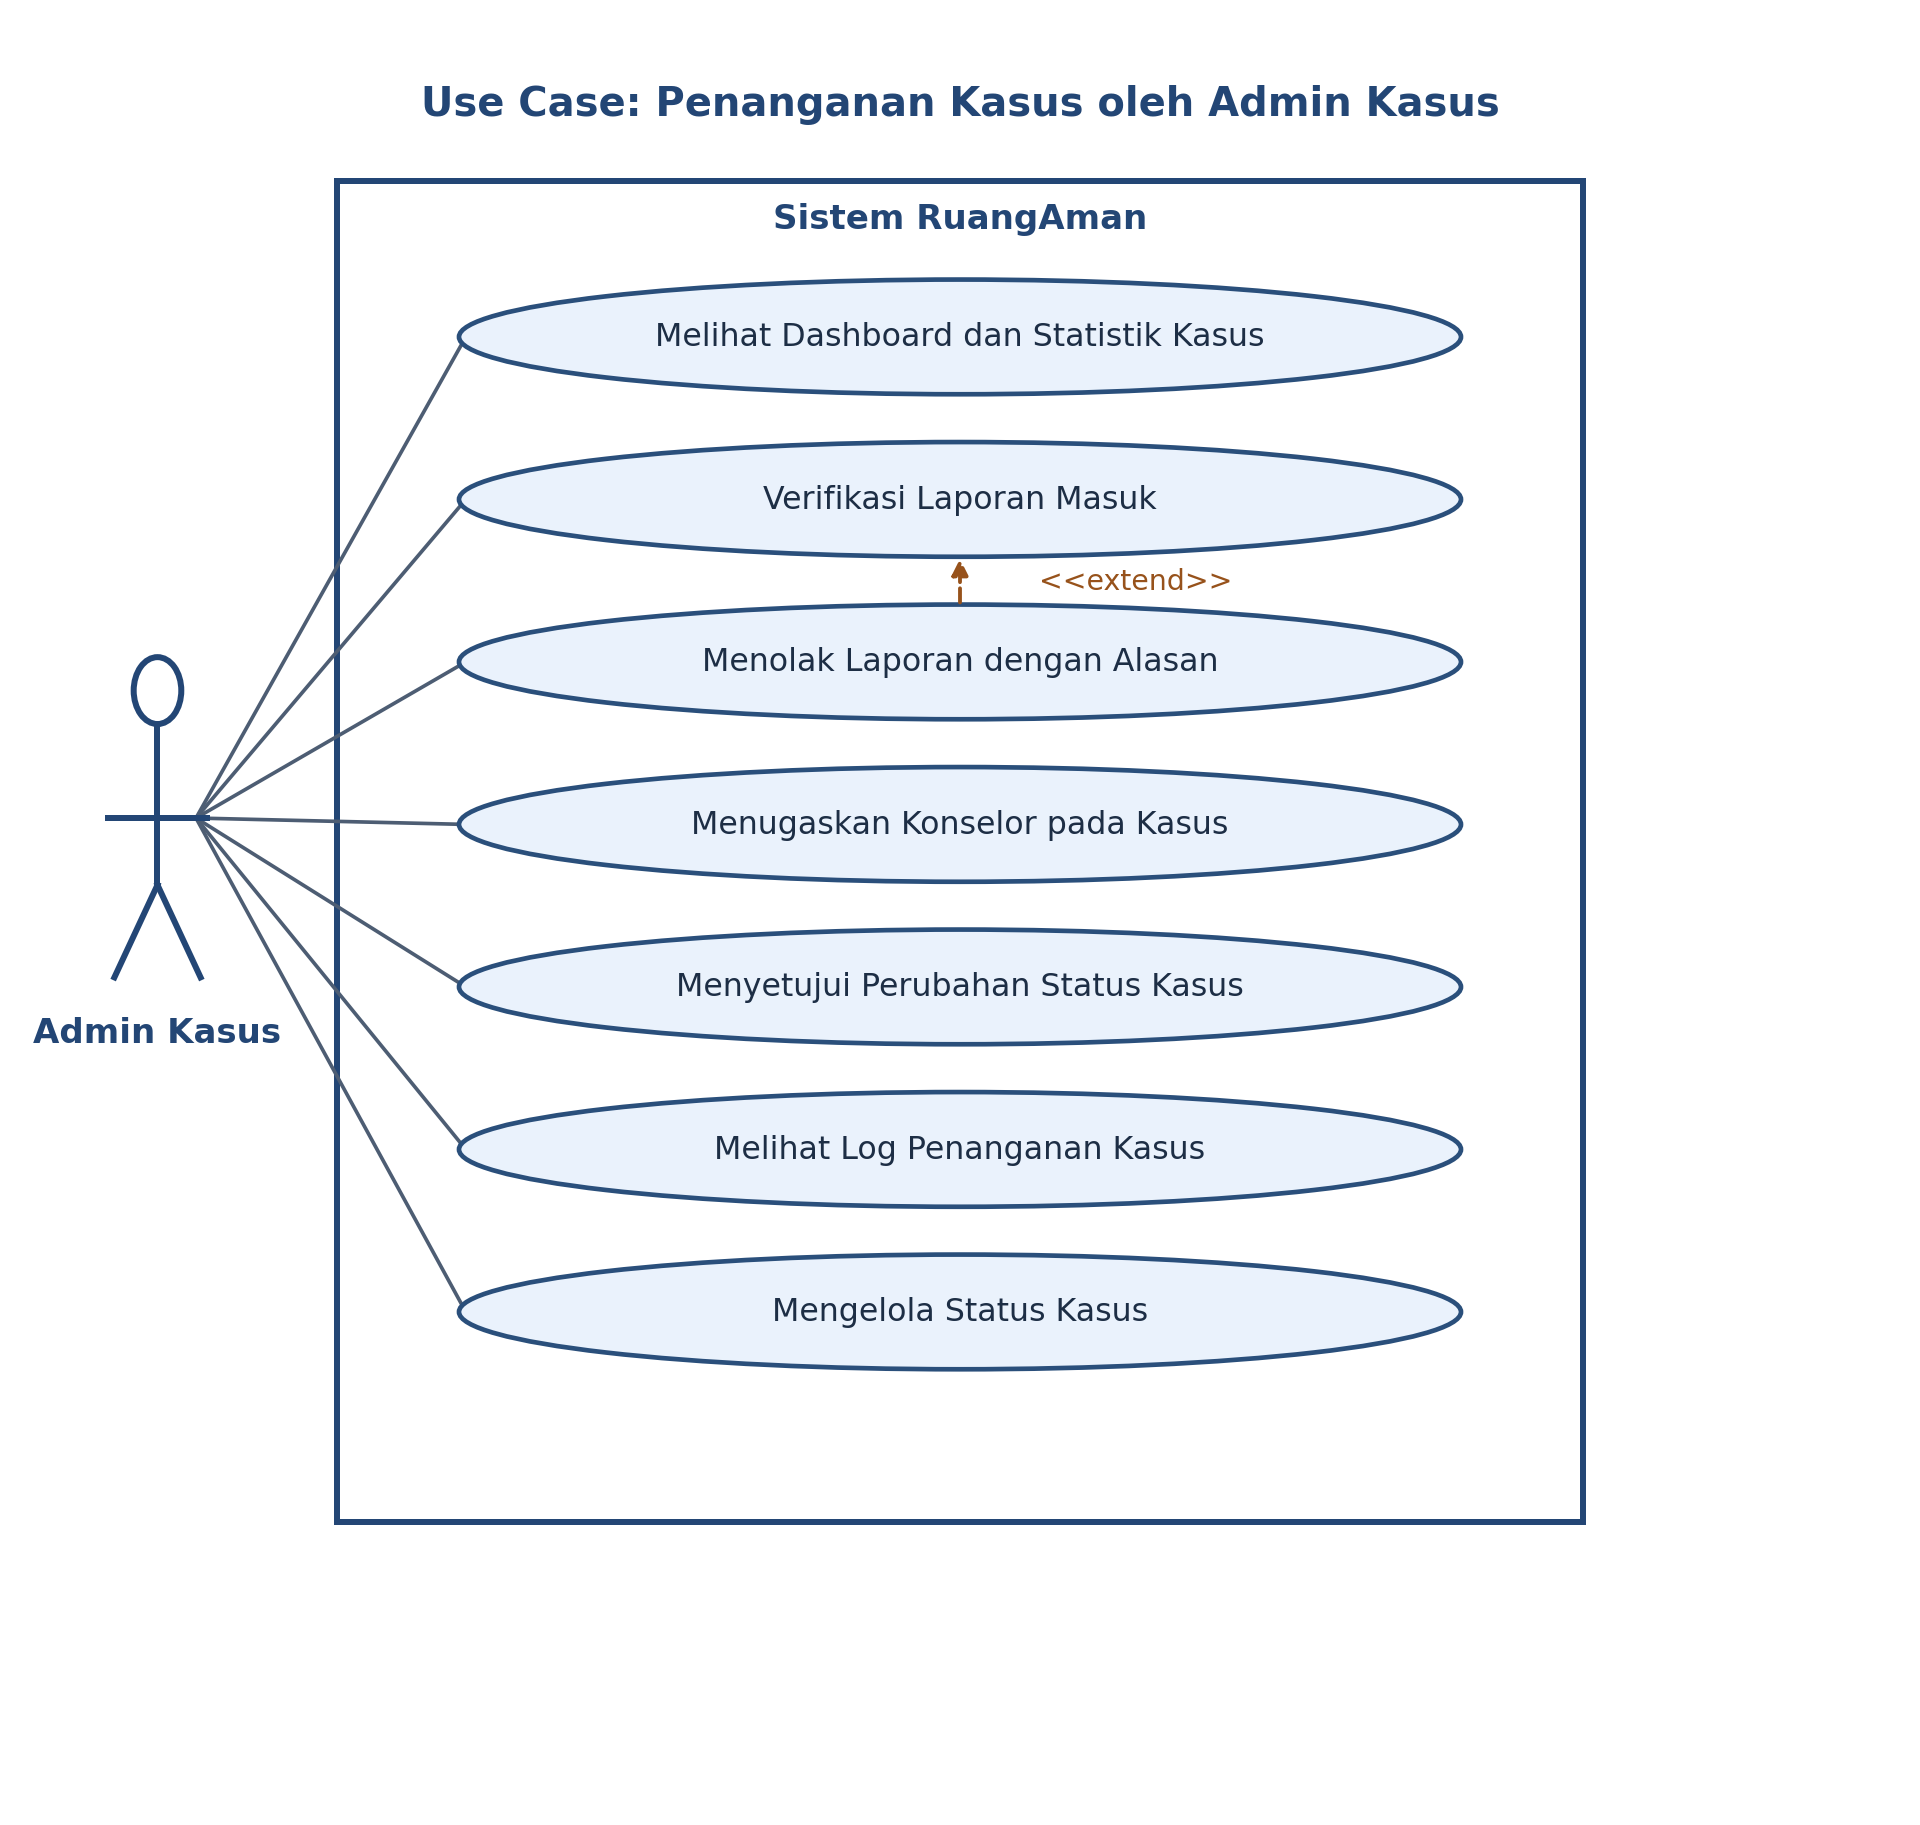 Use Case: Penanganan Kasus oleh Admin Kasus
Sistem RuangAman
Melihat Dashboard dan Statistik Kasus
Verifikasi Laporan Masuk
<<extend>>
Menolak Laporan dengan Alasan
Menugaskan Konselor pada Kasus
Menyetujui Perubahan Status Kasus
Admin Kasus
Melihat Log Penanganan Kasus
Mengelola Status Kasus